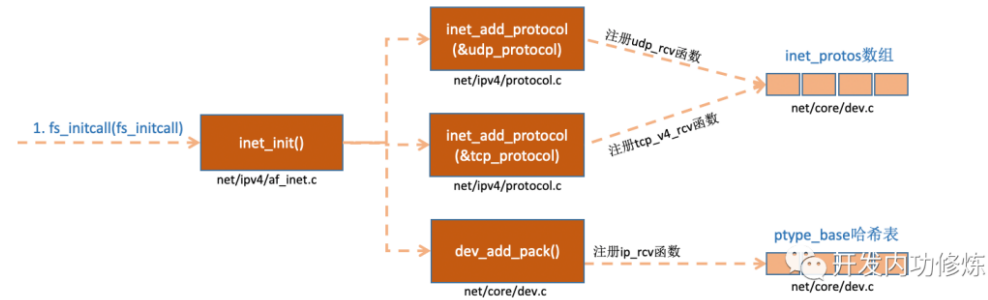 1. fs_initcall(fs_initcall)
inet_init()
net/ipv4/af_inet.c
inet_add_protocol
(&udp_protocol)
net/ipv4/protocol.c
inet_add_protocol
(&tcp_protocol)
net/ipv4/protocol.c
dev_add_pack()
net/core/dev.c
注册udp_rcv函数
注册tcp_v4_rcv函数
注册ip_rcv函数
inet_protos数组
net/core/dev.c
ptype_base哈希表
开发内功修炼
net/core/dev.c